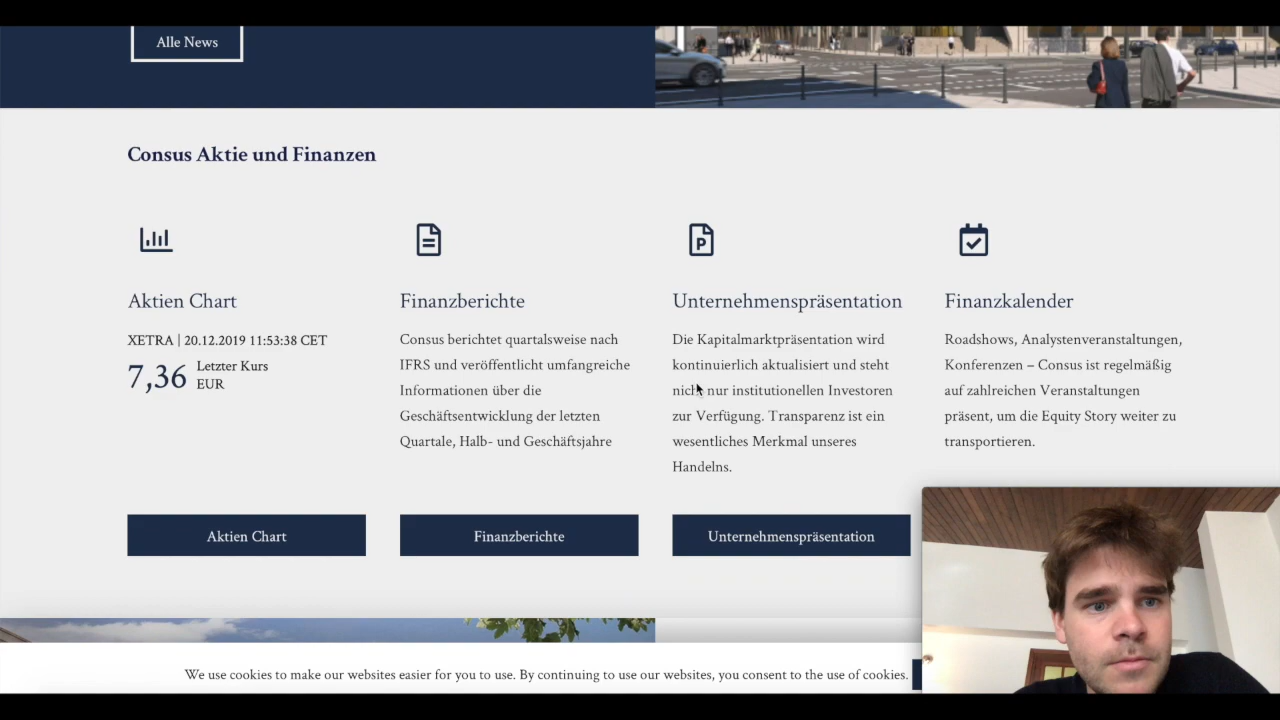 Alle News
Consus Aktie und Finanzen
Aktien Chart
XETRA | 20.12.2019 11:53:38 CET
7,36
Letzter Kurs
EUR
Aktien Chart
Finanzberichte
Consus berichtet quartalsweise nach
IFRS und veröffentlicht umfangreiche
Informationen über die
Geschäftsentwicklung der letzten
Quartale, Halb- und Geschäftsjahre
Finanzberichte
Unternehmenspräsentation
Die Kapitalmarktpräsentation wird
kontinuierlich aktualisiert und steht
nicht nur institutionellen Investoren
zur Verfügung. Transparenz ist ein
wesentliches Merkmal unseres
Handelns.
Unternehmenspräsentation
Finanzkalender
Roadshows, Analystenveranstaltungen,
Konferenzen – Consus ist regelmäßig
auf zahlreichen Veranstaltungen
präsent, um die Equity Story weiter zu
transportieren.
We use cookies to make our websites easier for you to use. By continuing to use our websites, you consent to the use of cookies.